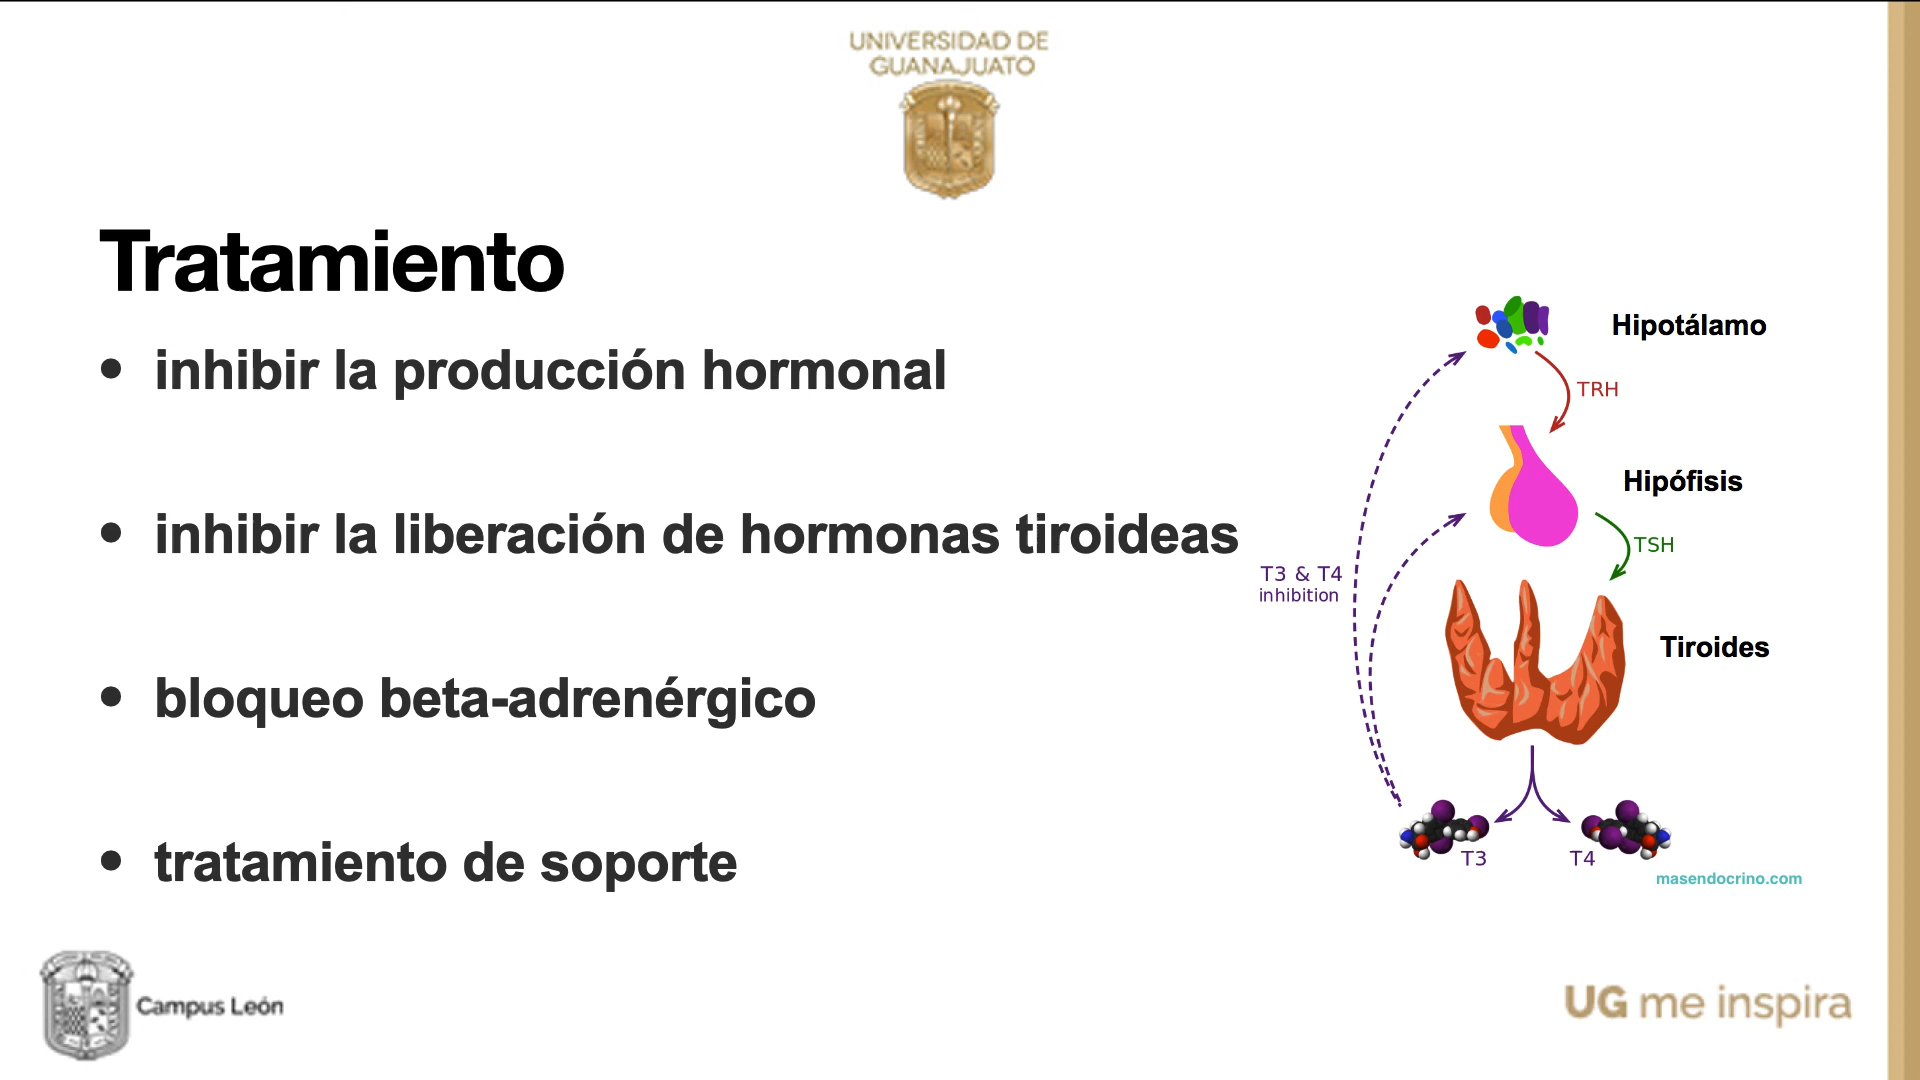 UNIVERSIDAD DE
GUANAJUATO
Tratamiento
• inhibir la producción hormonal
• inhibir la liberación de hormonas tiroideas
• bloqueo beta-adrenérgico
• tratamiento de soporte
Hipotálamo
TRH
Hipófisis
TSH
T3 & T4
inhibition
Tiroides
T3
T4
masendocrino.com
Campus León
UG me inspira